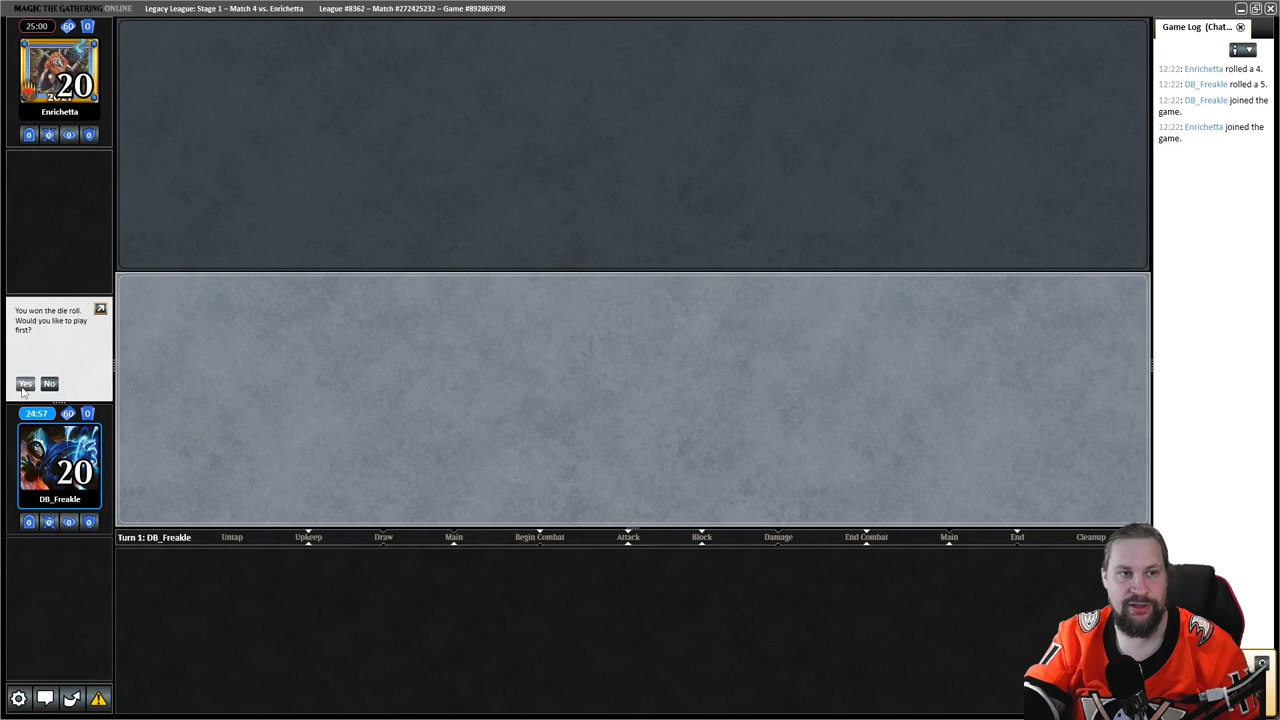 MAGIC THE GATHERING ONLINE Legacy League: Stage 1 – Match 4 vs. Enrichetta League #8362 – Match #272425232 – Game #892869798
25:00 60 0
20
2021
Enrichetta
0 0 0 0
You won the die roll.
Would you like to play
first?
Yes No
24:57 60 0
20
DB_Freakle
0 0 0 0
Turn 1: DB_Freakle Untap Upkeep Draw Main Begin Combat Attack Block Damage End Combat Main End Cleanup
Game Log (Chat...
12:22: Enrichetta rolled a 4.
12:22: DB_Freakle rolled a 5.
12:22: DB_Freakle joined the
game.
12:22: Enrichetta joined the
game.